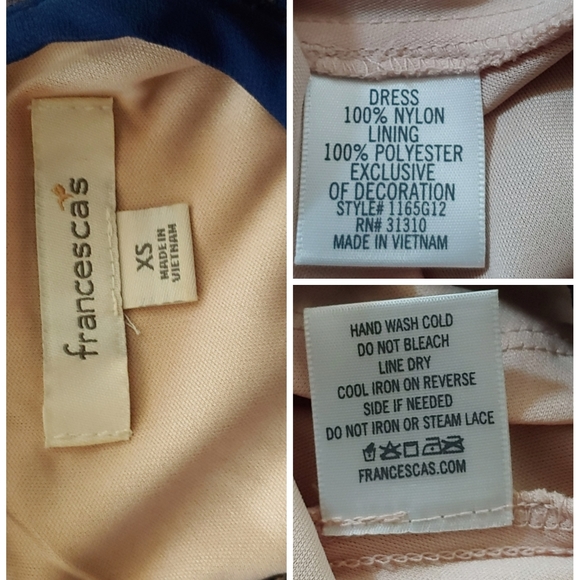 francesca's
XS
MADE IN
VIETNAM
DRESS
100% NYLON
LINING
100% POLYESTER
EXCLUSIVE
OF DECORATION
STYLE# 1165G12
RN# 31310
MADE IN VIETNAM
HAND WASH COLD
DO NOT BLEACH
LINE DRY
COOL IRON ON REVERSE
SIDE IF NEEDED
DO NOT IRON OR STEAM LACE
FRANCESCAS.COM